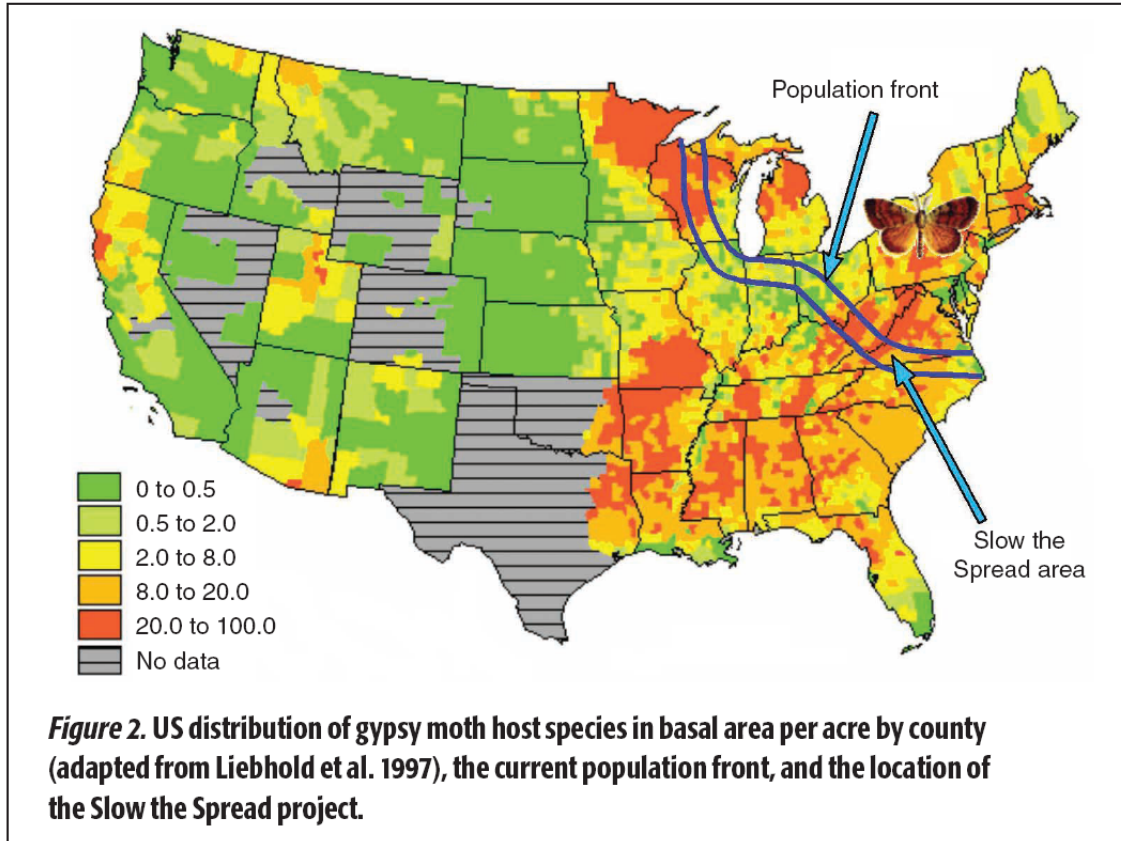 Population front
Slow the
Spread area
0 to 0.5
0.5 to 2.0
2.0 to 8.0
8.0 to 20.0
20.0 to 100.0
No data
Figure 2. US distribution of gypsy moth host species in basal area per acre by county
(adapted from Liebhold et al. 1997), the current population front, and the location of
the Slow the Spread project.